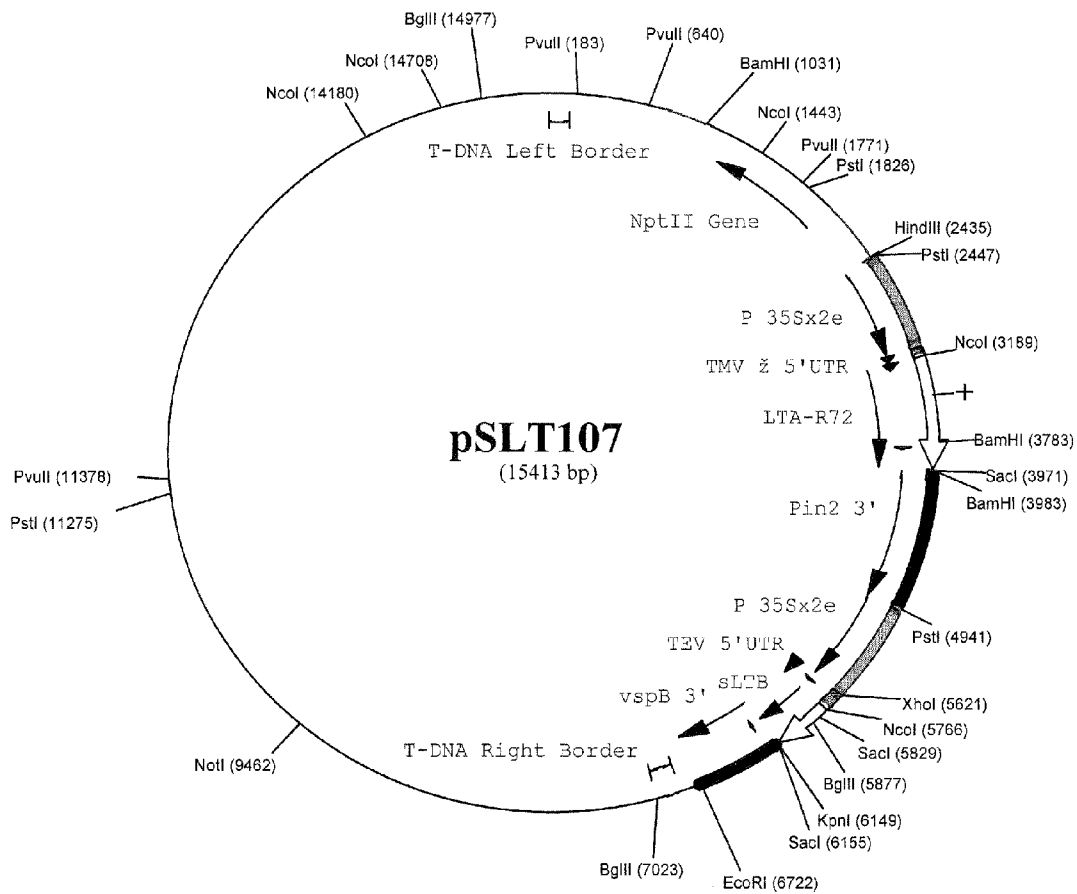 BglII (14977)
PvuII (183)
PvuII (640)
NcoI (14708)
BamHI (1031)
NcoI (14180)
NcoI (1443)
T-DNA Left Border
PvuII (1771)
PstI (1826)
NptII Gene
HindIII (2435)
PstI (2447)
P 35Sx2e
NcoI (3189)
TMV ž 5'UTR
LTA-R72
pSLT107
(15413 bp)
BamHI (3783)
PvuII (11378)
SacI (3971)
BamHI (3983)
PstI (11275)
Pin2 3'
P 35Sx2e
PstI (4941)
TEV 5'UTR
sLTB
vspB 3'
XhoI (5621)
NcoI (5766)
T-DNA Right Border
SacI (5829)
NotI (9462)
BglII (5877)
KpnI (6149)
SacI (6155)
BglII (7023)
EcoRI (6722)